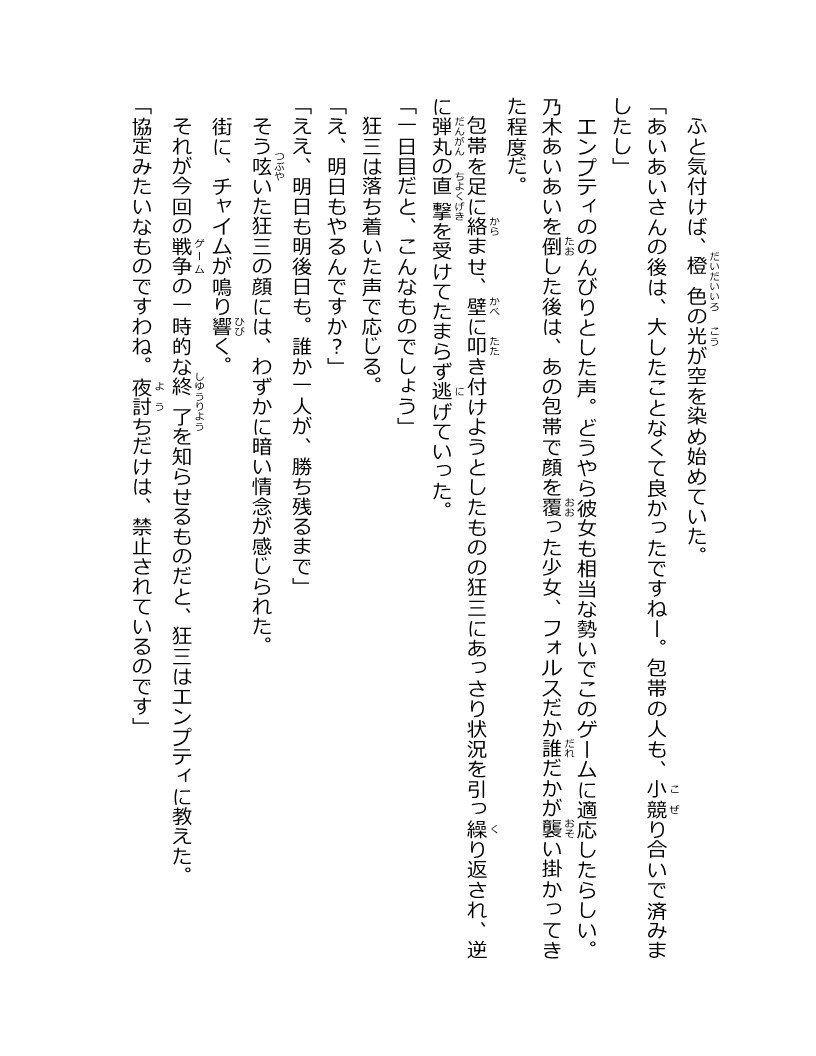 ふと気付けば、橙色の光が空を染め始めていた。
「あいあいさんの後は、大したことなくて良かったですねー。包帯の人も、小競り合いで済みま
したし」
エンプティののんびりとした声。どうやら彼女も相当な勢いでこのゲームに適応したらしい。
乃木あいあいを倒した後は、あの包帯で顔を覆った少女、フォルスだか誰だかが襲い掛かってき
た程度だ。
包帯を足に絡ませ、壁に叩き付けようとしたものの狂三にあっさり状況を引っ繰り返され、逆
に弾丸の直撃を受けてたまらず逃げていった。
「一日目だと、こんなものでしょう」
狂三は落ち着いた声で応じる。
「え、明日もやるんですか?」
「ええ、明日も明後日も。誰か一人が、勝ち残るまで」
そう呟いた狂三の顔には、わずかに暗い情念が感じられた。
街に、チャイムが鳴り響く。
それが今回の戦争の一時的な終了を知らせるものだと、狂三はエンプティに教えた。
「協定みたいなものですわね。夜討ちだけは、禁止されているのです」